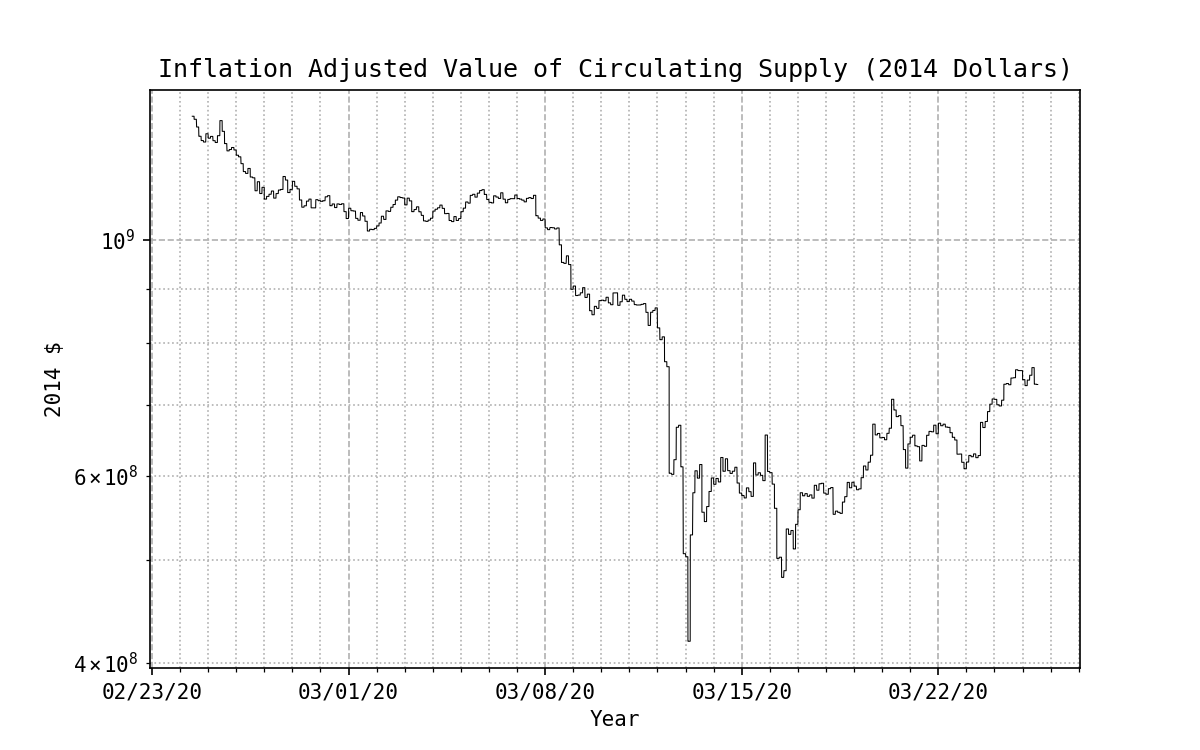 Inflation Adjusted Value of Circulating Supply (2014 Dollars)
2014 $
10⁹
6×10⁸
4×10⁸
02/23/20 03/01/20 03/08/20 03/15/20 03/22/20
Year